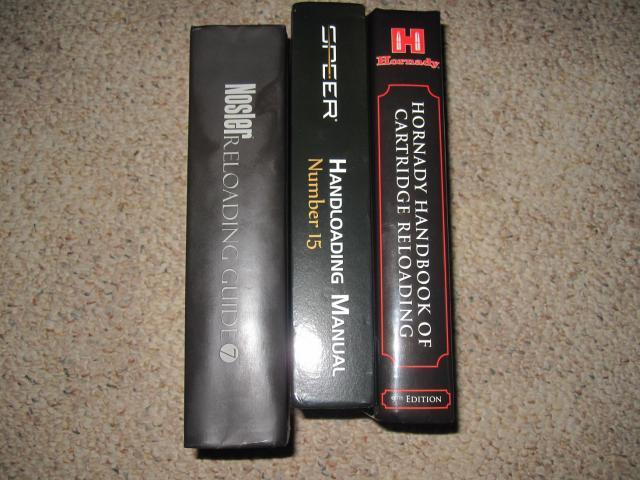 Nosler RELOADING GUIDE 7
SPEER®
HANDLOADING MANUAL
Number 15
H
Hornady
HORNADY HANDBOOK OF
CARTRIDGE RELOADING
EDITION